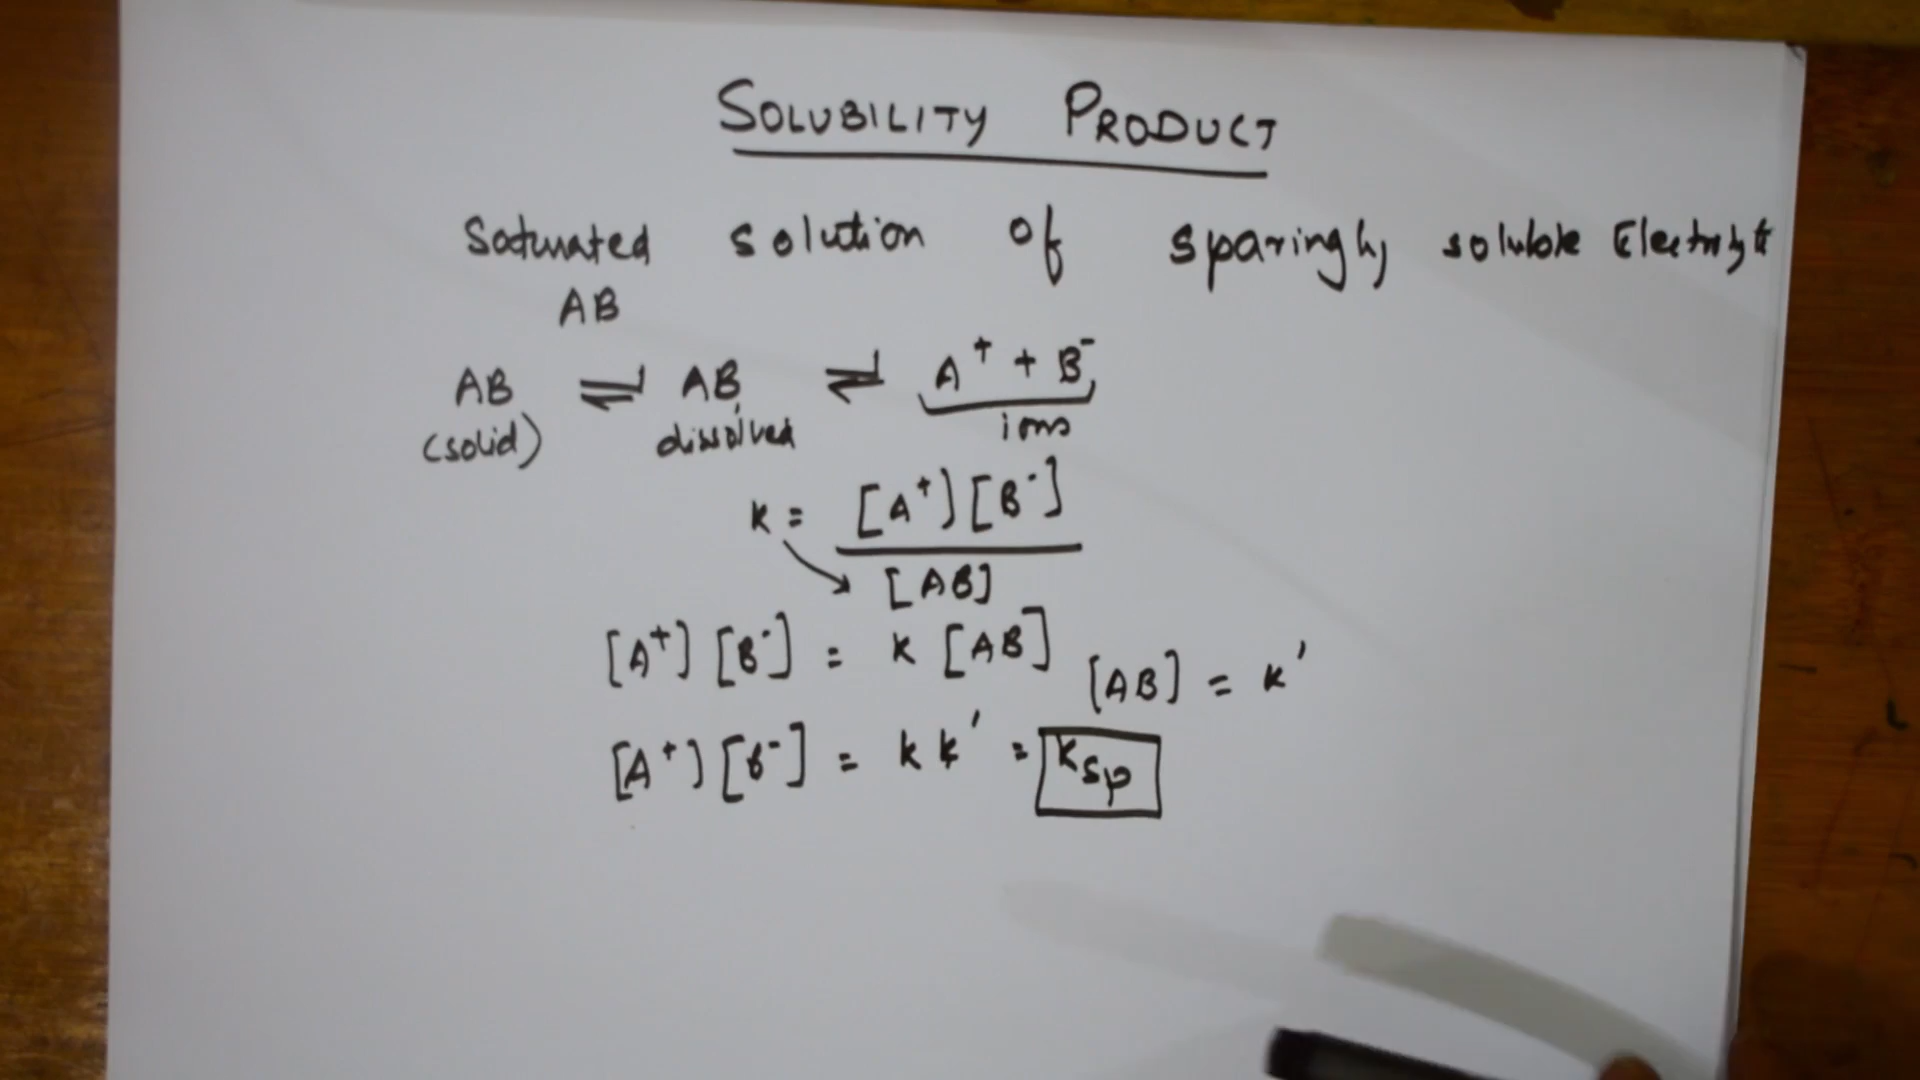 SOLUBILITY PRODUCT
Saturated solution of sparingly soluble Electrolyte
AB
AB ⇌ AB ⇌ A⁺ + B⁻
(solid) dissolved ions
K = [A⁺][B⁻]
[AB]
[A⁺][B⁻] = K [AB] [AB] = K'
[A⁺][B⁻] = K K' = Ksp